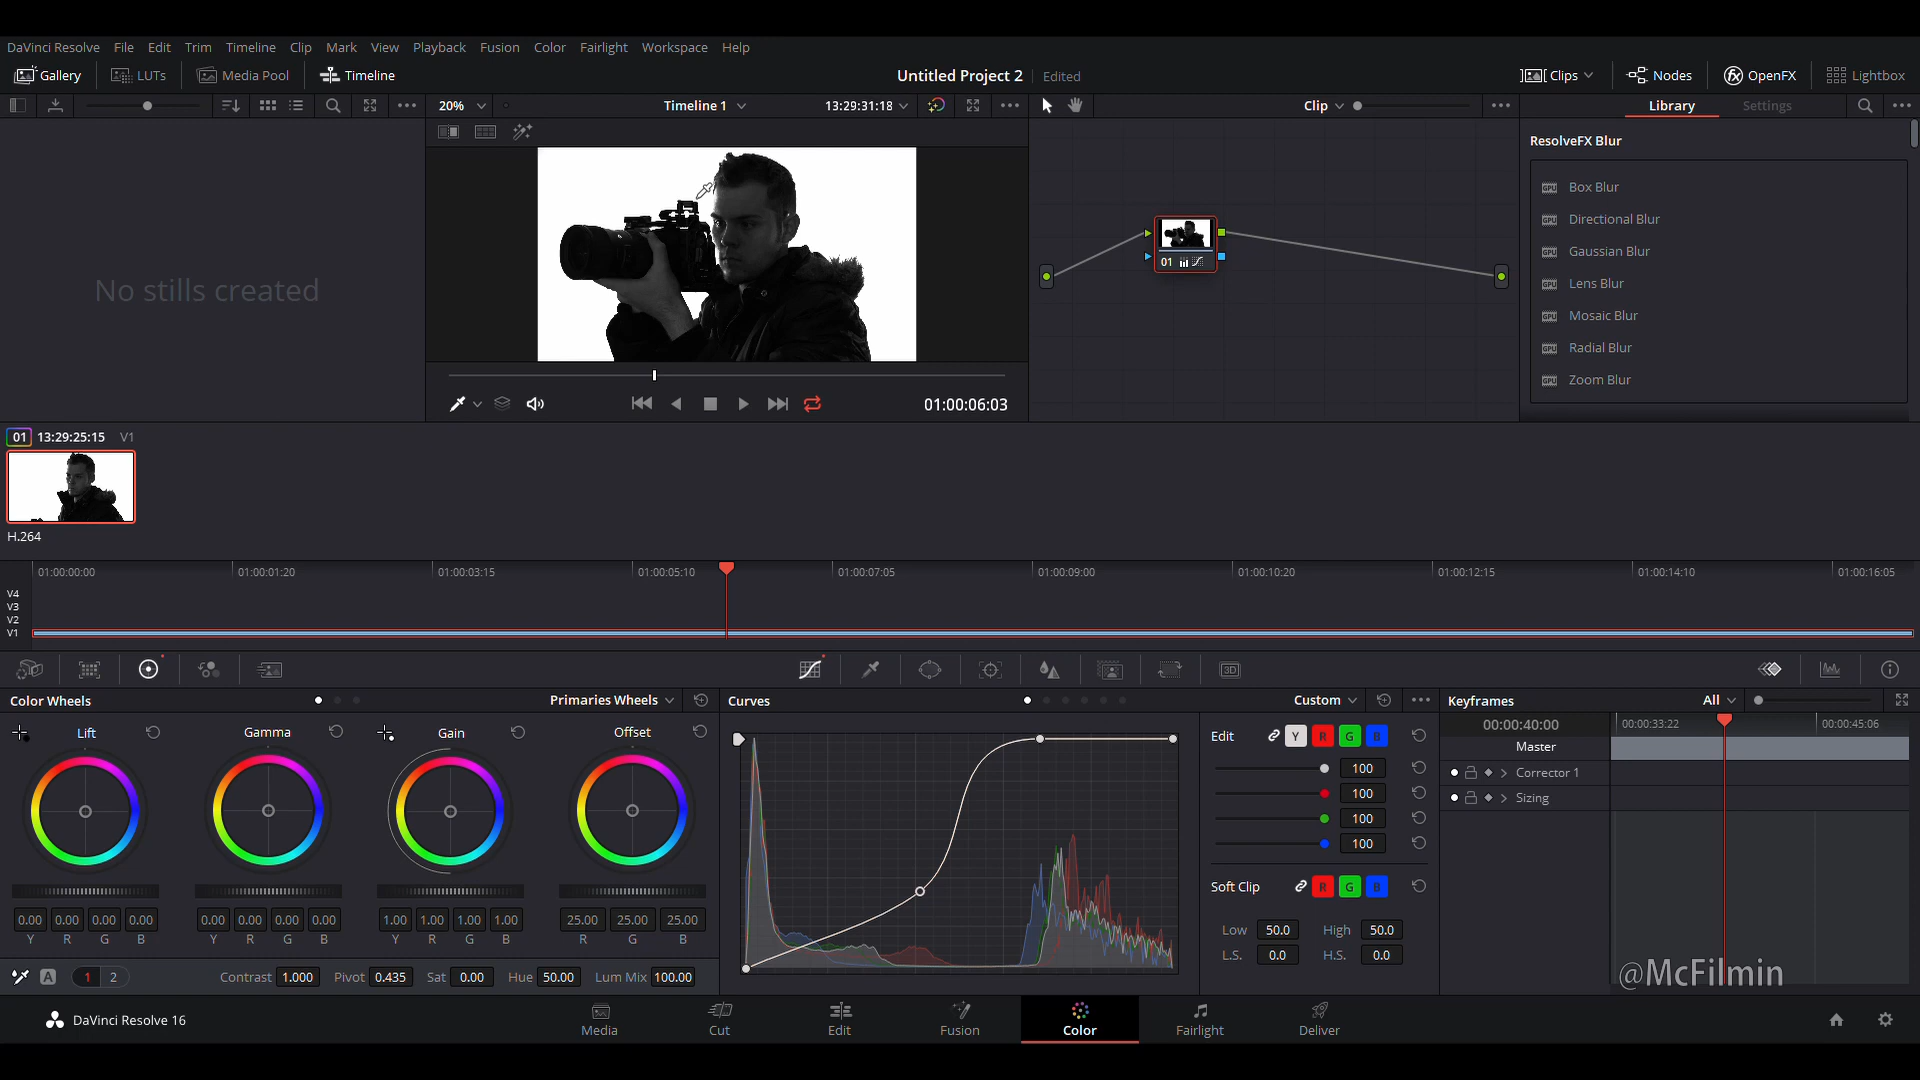 DaVinci Resolve File Edit Trim Timeline Clip Mark View Playback Fusion Color Fairlight Workspace Help
Gallery LUTs Media Pool Timeline Untitled Project 2 Edited Clips Nodes OpenFX Lightbox
20% Timeline 1 13:29:31:18 Clip Library Settings
ResolveFX Blur
Box Blur
Directional Blur
Gaussian Blur
Lens Blur
Mosaic Blur
Radial Blur
Zoom Blur
No stills created
01
01:00:06:03
01 13:29:25:15 V1
H.264
01:00:00:00 01:00:01:20 01:00:03:15 01:00:05:10 01:00:07:05 01:00:09:00 01:00:10:20 01:00:12:15 01:00:14:10 01:00:16:05
V4
V3
V2
V1
3D
Color Wheels Primaries Wheels
Lift Gamma Gain Offset
0.00 0.00 0.00 0.00 0.00 0.00 0.00 0.00 1.00 1.00 1.00 1.00 25.00 25.00 25.00
Y R G B Y R G B Y R G B R G B
A 1 2 Contrast 1.000 Pivot 0.435 Sat 0.00 Hue 50.00 Lum Mix 100.00
Curves Custom
Edit Y R G B
100
100
100
100
Soft Clip R G B
Low 50.0 High 50.0
L.S. 0.0 H.S. 0.0
Keyframes All
00:00:40:00 00:00:33:22 00:00:45:06
Master
Corrector 1
Sizing
@McFilmin
DaVinci Resolve 16 Media Cut Edit Fusion Color Fairlight Deliver